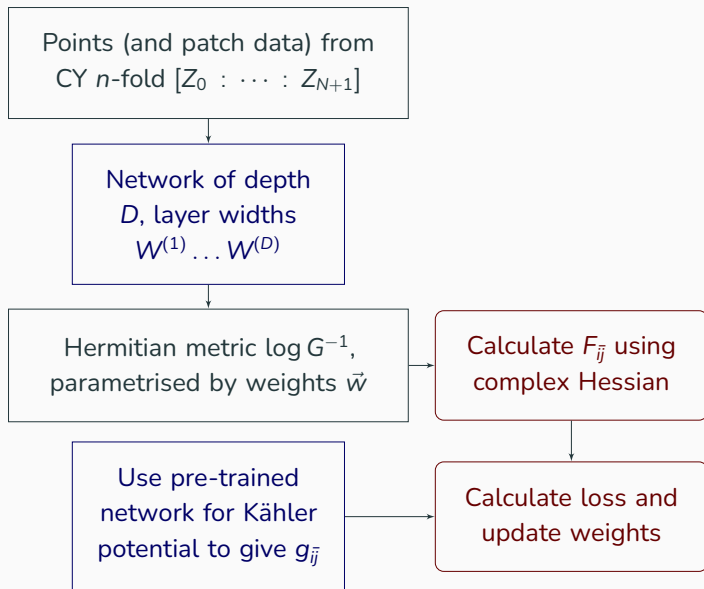 Points (and patch data) from
CY n-fold [Z₀ : ⋯ : Z_{N+1}]
Network of depth
D, layer widths
W⁽¹⁾ … W⁽ᴰ⁾
Hermitian metric log G⁻¹,
parametrised by weights w⃗
Calculate F_{ij̄} using
complex Hessian
Use pre-trained
network for Kähler
potential to give g_{ij̄}
Calculate loss and
update weights